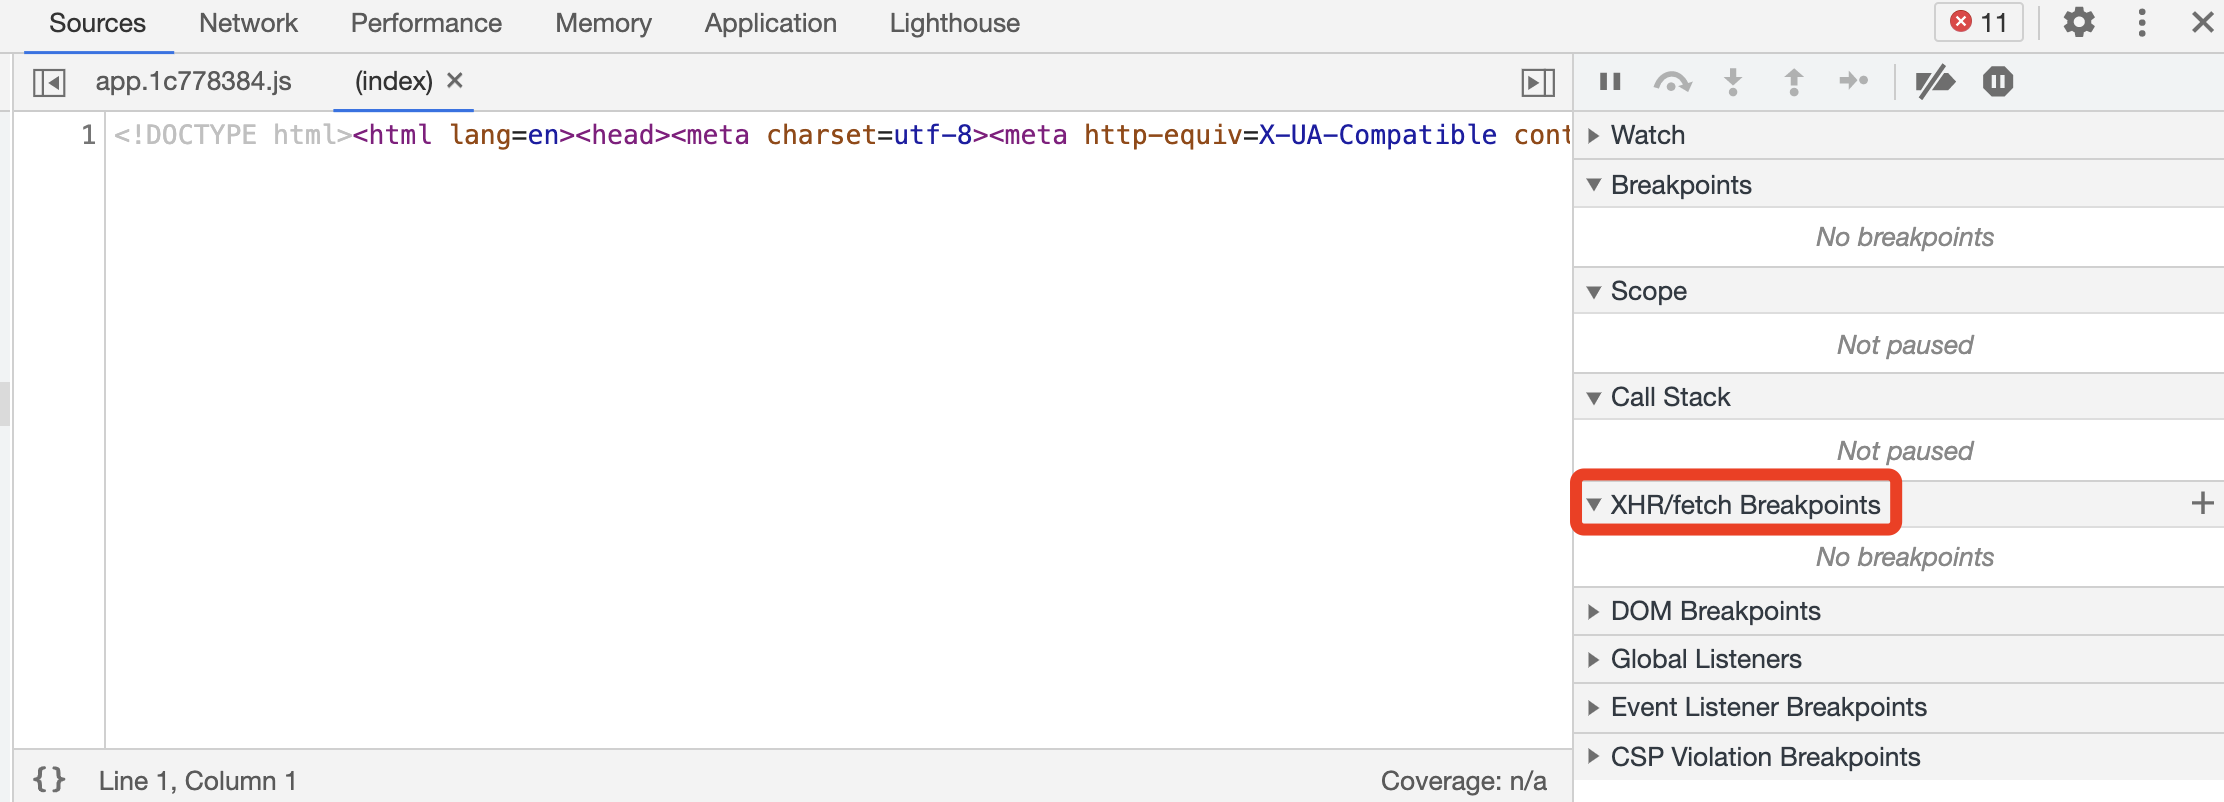 Sources Network Performance Memory Application Lighthouse 11
app.1c778384.js (index)
1 <!DOCTYPE html><html lang=en><head><meta charset=utf-8><meta http-equiv=X-UA-Compatible cont
Watch
Breakpoints
No breakpoints
Scope
Not paused
Call Stack
Not paused
XHR/fetch Breakpoints
No breakpoints
DOM Breakpoints
Global Listeners
Event Listener Breakpoints
CSP Violation Breakpoints
{} Line 1, Column 1 Coverage: n/a